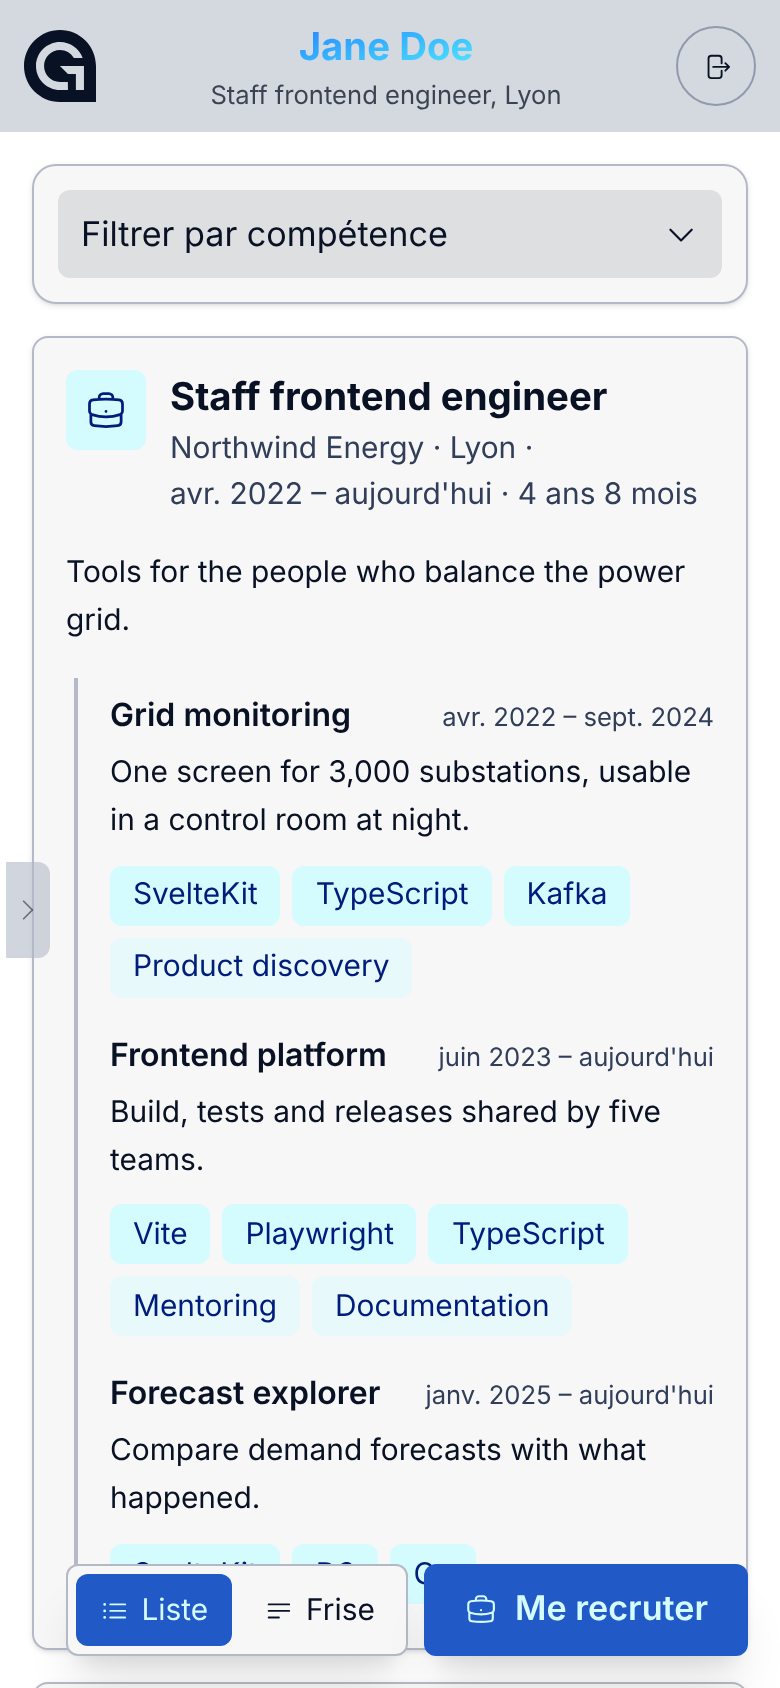 Jane Doe
Staff frontend engineer, Lyon
Filtrer par compétence
Staff frontend engineer
Northwind Energy · Lyon ·
avr. 2022 – aujourd'hui · 4 ans 8 mois
Tools for the people who balance the power
grid.
Grid monitoring avr. 2022 – sept. 2024
One screen for 3,000 substations, usable
in a control room at night.
SvelteKit TypeScript Kafka
Product discovery
Frontend platform juin 2023 – aujourd'hui
Build, tests and releases shared by five
teams.
Vite Playwright TypeScript
Mentoring Documentation
Forecast explorer janv. 2025 – aujourd'hui
Compare demand forecasts with what
happened.
Liste Frise Me recruter